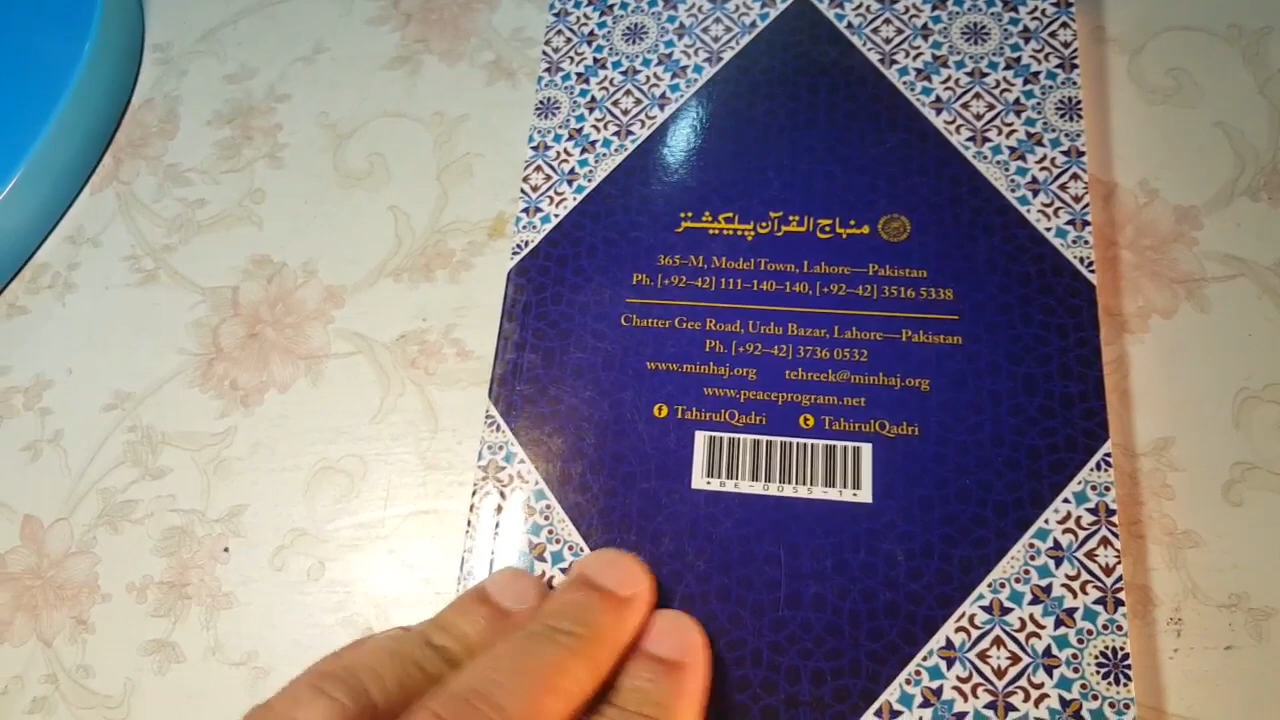 منہاج القرآن پبلیکیشنز
365–M, Model Town, Lahore—Pakistan
Ph. [+92–42] 111–140–140, [+92–42] 3516 5338
Chatter Gee Road, Urdu Bazar, Lahore—Pakistan
Ph. [+92–42] 3736 0532
www.minhaj.org tehreek@minhaj.org
www.peaceprogram.net
TahirulQadri TahirulQadri
*BE-0055-1*